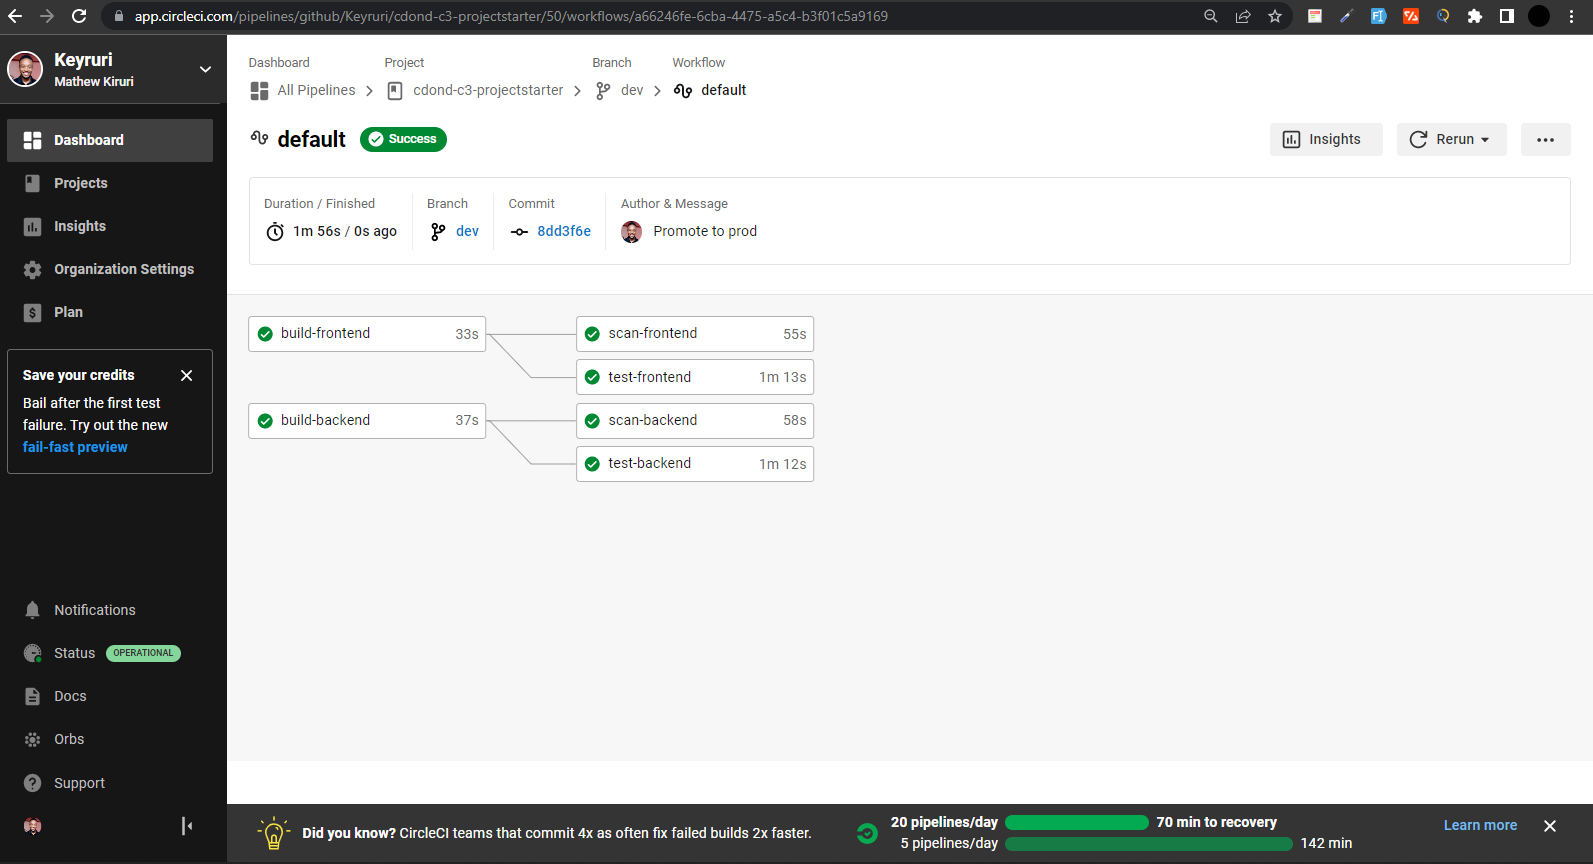 app.circleci.com/pipelines/github/Keyruri/cdond-c3-projectstarter/50/workflows/a66246fe-6cba-4475-a5c4-b3f01c5a9169
Keyruri
Mathew Kiruri
Dashboard
Projects
Insights
Organization Settings
$ Plan
Save your credits
Bail after the first test
failure. Try out the new
fail-fast preview
Notifications
Status OPERATIONAL
Docs
Orbs
Support
Dashboard Project Branch Workflow
All Pipelines cdond-c3-projectstarter dev default
default Success Insights Rerun
Duration / Finished Branch Commit Author & Message
1m 56s / 0s ago dev 8dd3f6e Promote to prod
build-frontend 33s scan-frontend 55s
test-frontend 1m 13s
build-backend 37s scan-backend 58s
test-backend 1m 12s
Did you know? CircleCI teams that commit 4x as often fix failed builds 2x faster.
20 pipelines/day 70 min to recovery
5 pipelines/day 142 min
Learn more